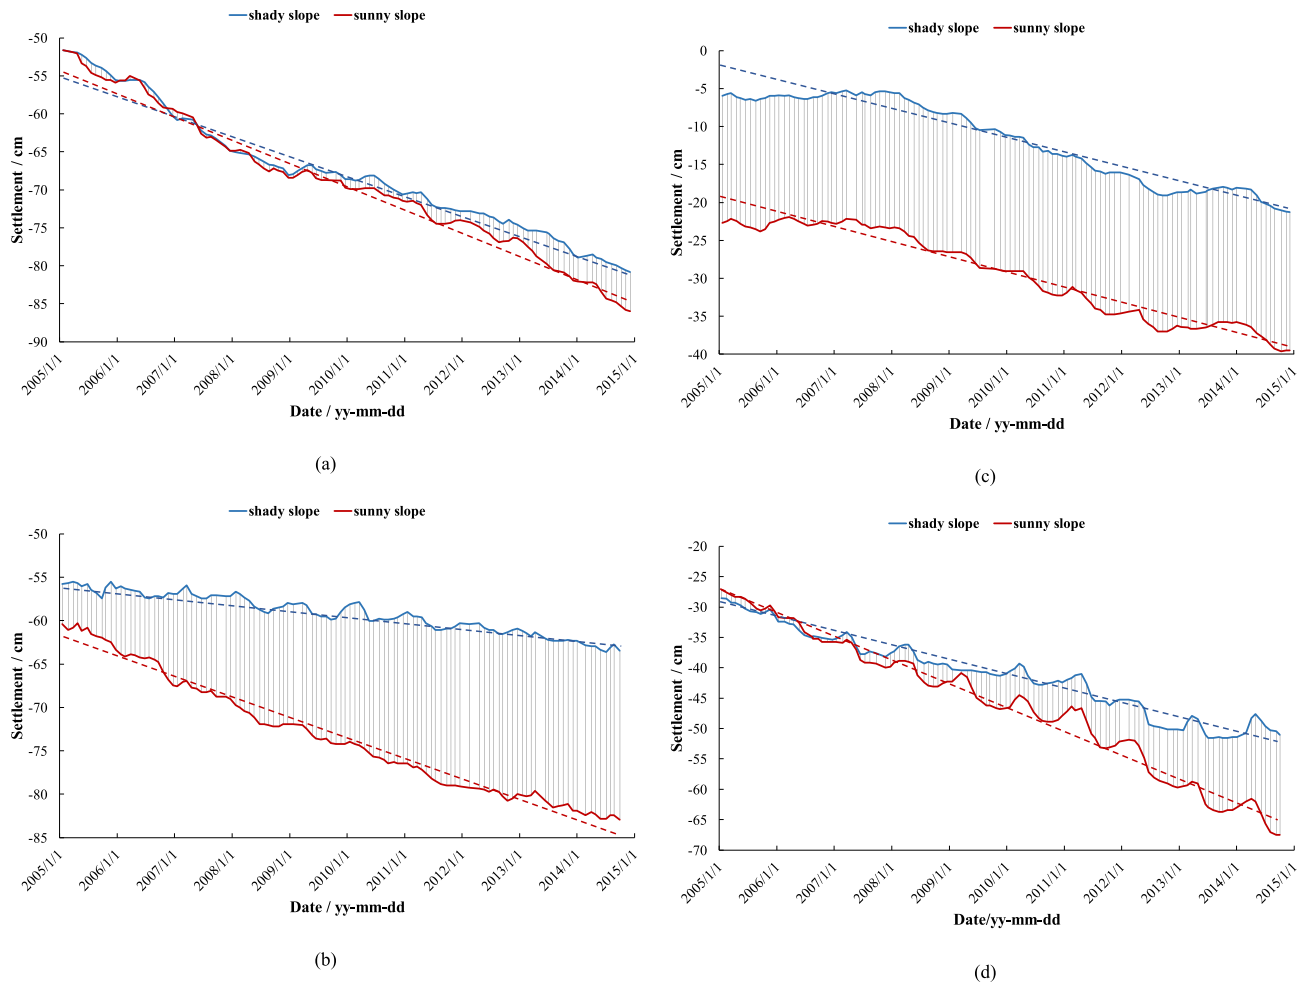 shady slope sunny slope
-50
-55
-60
-65
-70
-75
-80
-85
-90
Settlement / cm
2005/1/1 2006/1/1 2007/1/1 2008/1/1 2009/1/1 2010/1/1 2011/1/1 2012/1/1 2013/1/1 2014/1/1 2015/1/1
Date / yy-mm-dd
(a)
shady slope sunny slope
0
-5
-10
-15
-20
-25
-30
-35
-40
Settlement / cm
2005/1/1 2006/1/1 2007/1/1 2008/1/1 2009/1/1 2010/1/1 2011/1/1 2012/1/1 2013/1/1 2014/1/1 2015/1/1
Date / yy-mm-dd
(c)
shady slope sunny slope
-50
-55
-60
-65
-70
-75
-80
-85
Settlement / cm
2005/1/1 2006/1/1 2007/1/1 2008/1/1 2009/1/1 2010/1/1 2011/1/1 2012/1/1 2013/1/1 2014/1/1 2015/1/1
Date / yy-mm-dd
(b)
shady slope sunny slope
-20
-25
-30
-35
-40
-45
-50
-55
-60
-65
-70
Settlement / cm
2005/1/1 2006/1/1 2007/1/1 2008/1/1 2009/1/1 2010/1/1 2011/1/1 2012/1/1 2013/1/1 2014/1/1 2015/1/1
Date/yy-mm-dd
(d)